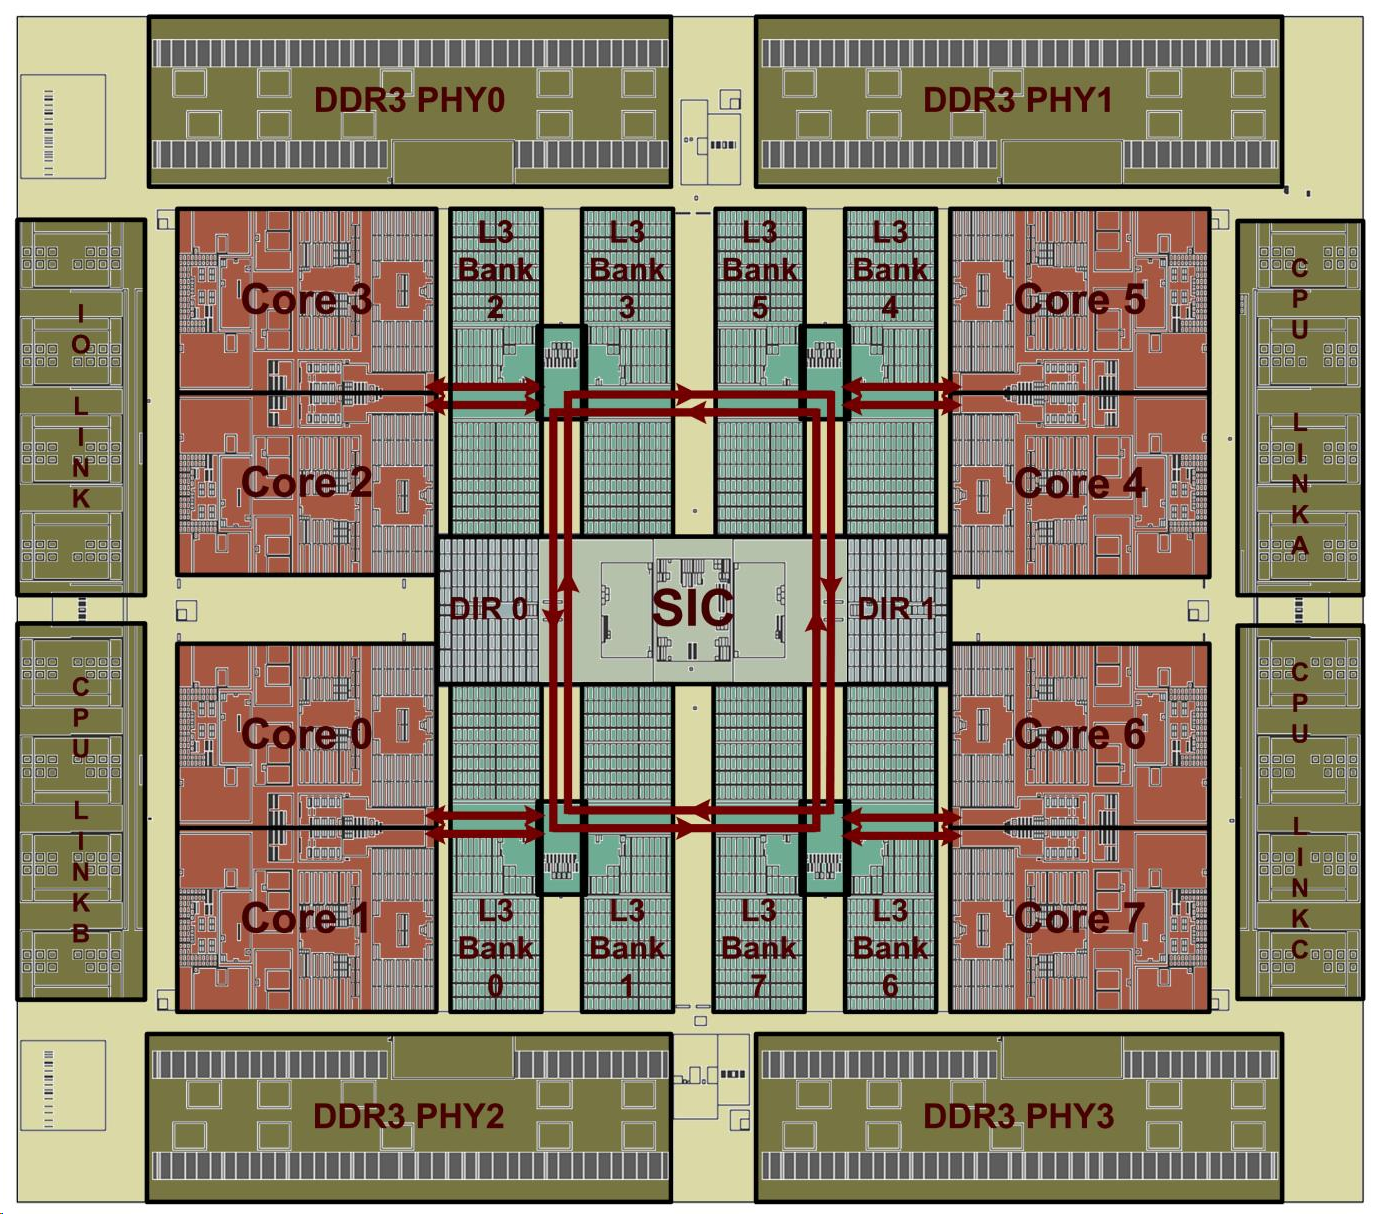 DDR3 PHY0
DDR3 PHY1
L3
Bank
2
L3
Bank
3
L3
Bank
5
L3
Bank
4
Core 3
Core 5
IO LINK
CPU LINKA
Core 2
Core 4
DIR 0
SIC
DIR 1
CPU LINKB
CPU LINKC
Core 0
Core 6
Core 1
Core 7
L3
Bank
0
L3
Bank
1
L3
Bank
7
L3
Bank
6
DDR3 PHY2
DDR3 PHY3